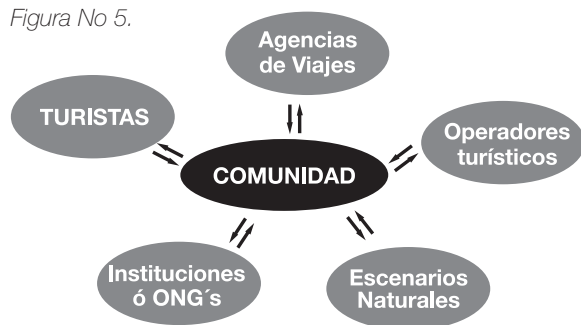 Figura No 5.
Agencias
de Viajes
TURISTAS
Operadores
turísticos
COMUNIDAD
Instituciones
ó ONG´s
Escenarios
Naturales